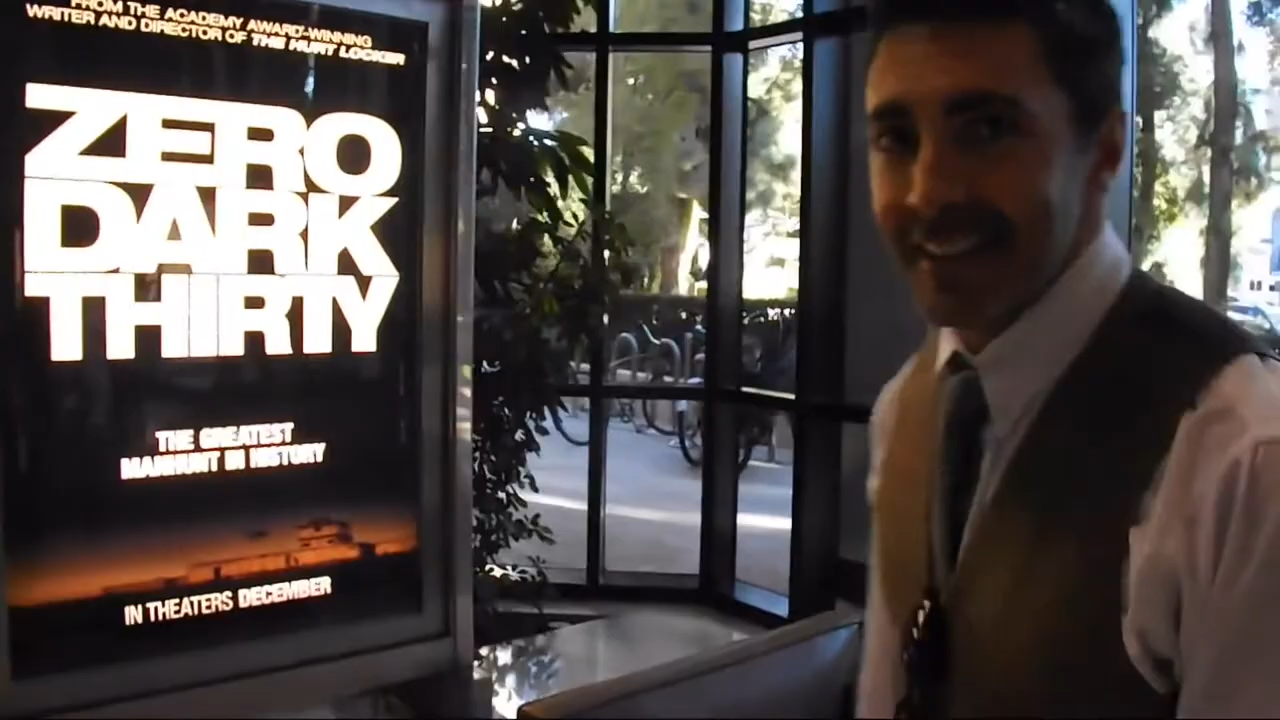 FROM THE ACADEMY AWARD-WINNING
WRITER AND DIRECTOR OF THE HURT LOCKER
ZERO
DARK
THIRTY
THE GREATEST
MANHUNT IN HISTORY
IN THEATERS DECEMBER